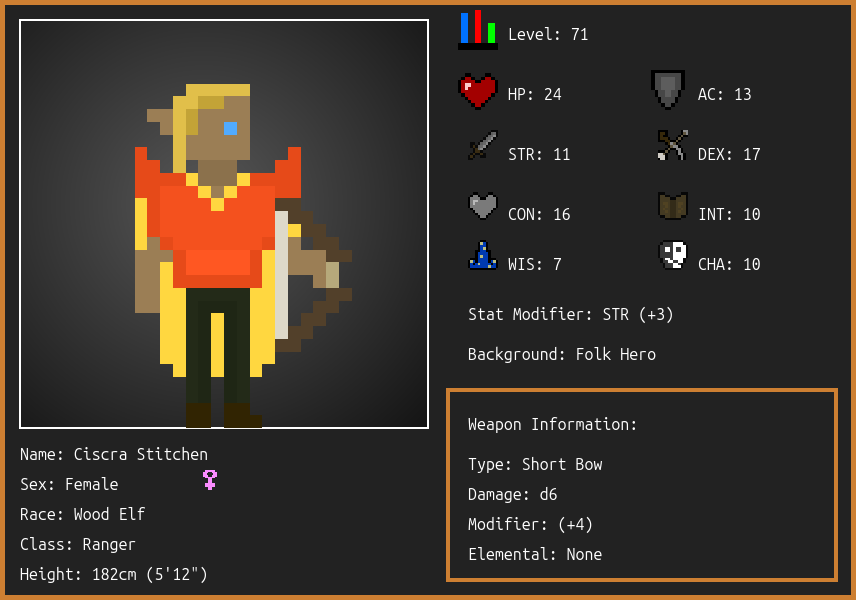 Level: 71
HP: 24
AC: 13
STR: 11
DEX: 17
CON: 16
INT: 10
WIS: 7
CHA: 10
Stat Modifier: STR (+3)
Background: Folk Hero
Weapon Information:
Type: Short Bow
Damage: d6
Modifier: (+4)
Elemental: None
Name: Ciscra Stitchen
Sex: Female
Race: Wood Elf
Class: Ranger
Height: 182cm (5'12")